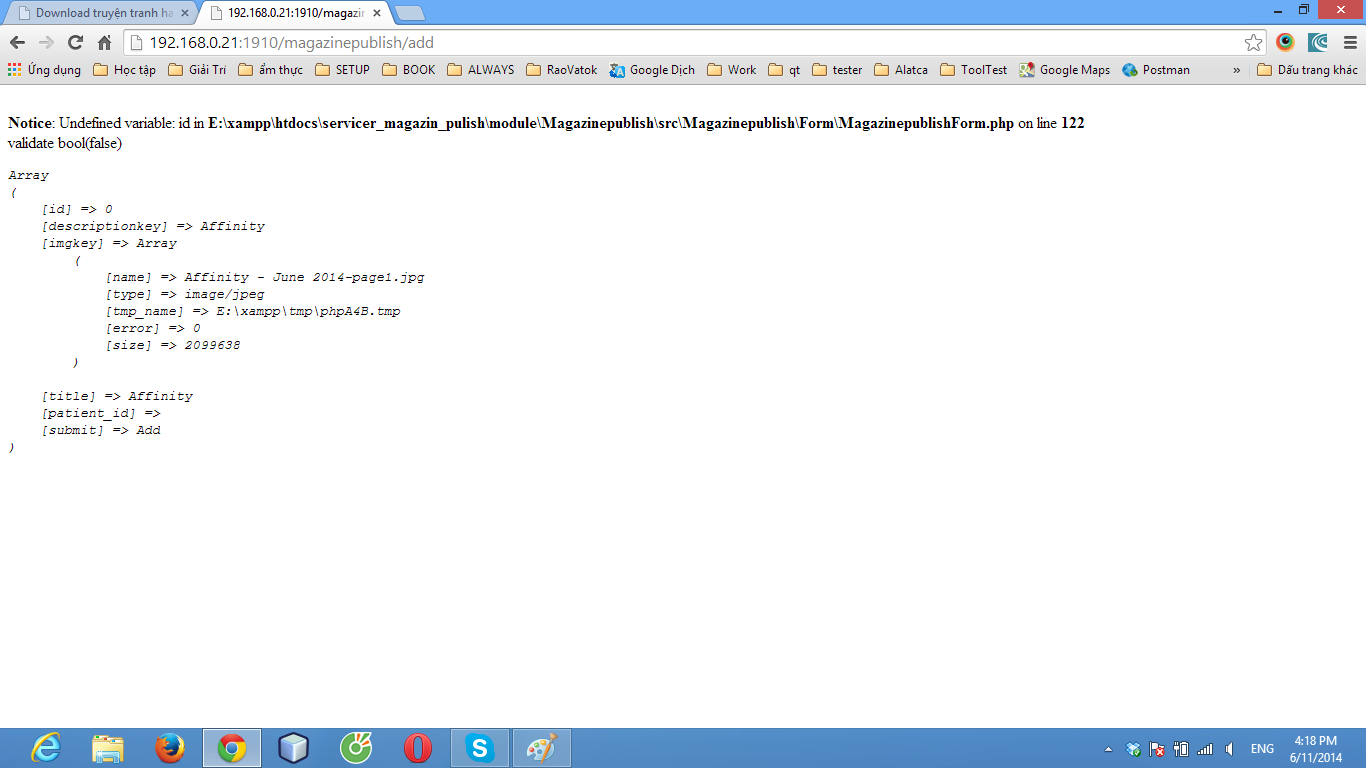 Download truyện tranh ha
192.168.0.21:1910/magazin
192.168.0.21:1910/magazinepublish/add
Ứng dụng Học tập Giải Trí ẩm thực SETUP BOOK ALWAYS RaoVatok Google Dịch Work qt tester Alatca ToolTest Google Maps Postman » Dấu trang khác
Notice: Undefined variable: id in E:\xampp\htdocs\servicer_magazin_pulish\module\Magazinepublish\src\Magazinepublish\Form\MagazinepublishForm.php on line 122
validate bool(false)
Array
(
[id] => 0
[descriptionkey] => Affinity
[imgkey] => Array
(
[name] => Affinity - June 2014-page1.jpg
[type] => image/jpeg
[tmp_name] => E:\xampp\tmp\phpA4B.tmp
[error] => 0
[size] => 2099638
)
[title] => Affinity
[patient_id] =>
[submit] => Add
)
ENG
4:18 PM
6/11/2014